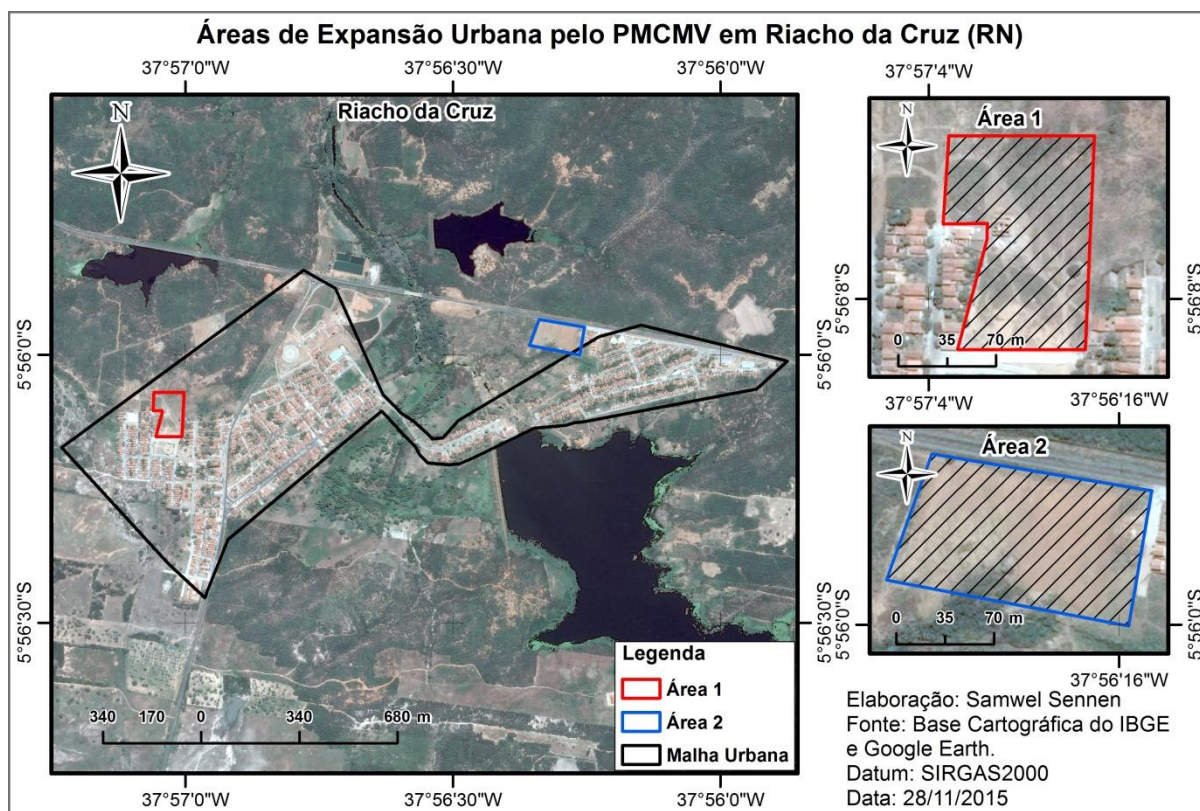 Áreas de Expansão Urbana pelo PMCMV em Riacho da Cruz (RN)
37°57'0"W
37°56'30"W
37°56'0"W
Riacho da Cruz
N
5°56'0"S
5°56'30"S
5°56'0"S
5°56'30"S
340 170 0 340 680 m
Legenda
Área 1
Área 2
Malha Urbana
37°57'0"W
37°56'30"W
37°56'0"W
37°57'4"W
N
Área 1
5°56'8"S
5°56'8"S
0 35 70 m
37°57'4"W
37°56'16"W
N
Área 2
5°56'0"S
5°56'0"S
0 35 70 m
37°56'16"W
Elaboração: Samwel Sennen
Fonte: Base Cartográfica do IBGE
e Google Earth.
Datum: SIRGAS2000
Data: 28/11/2015